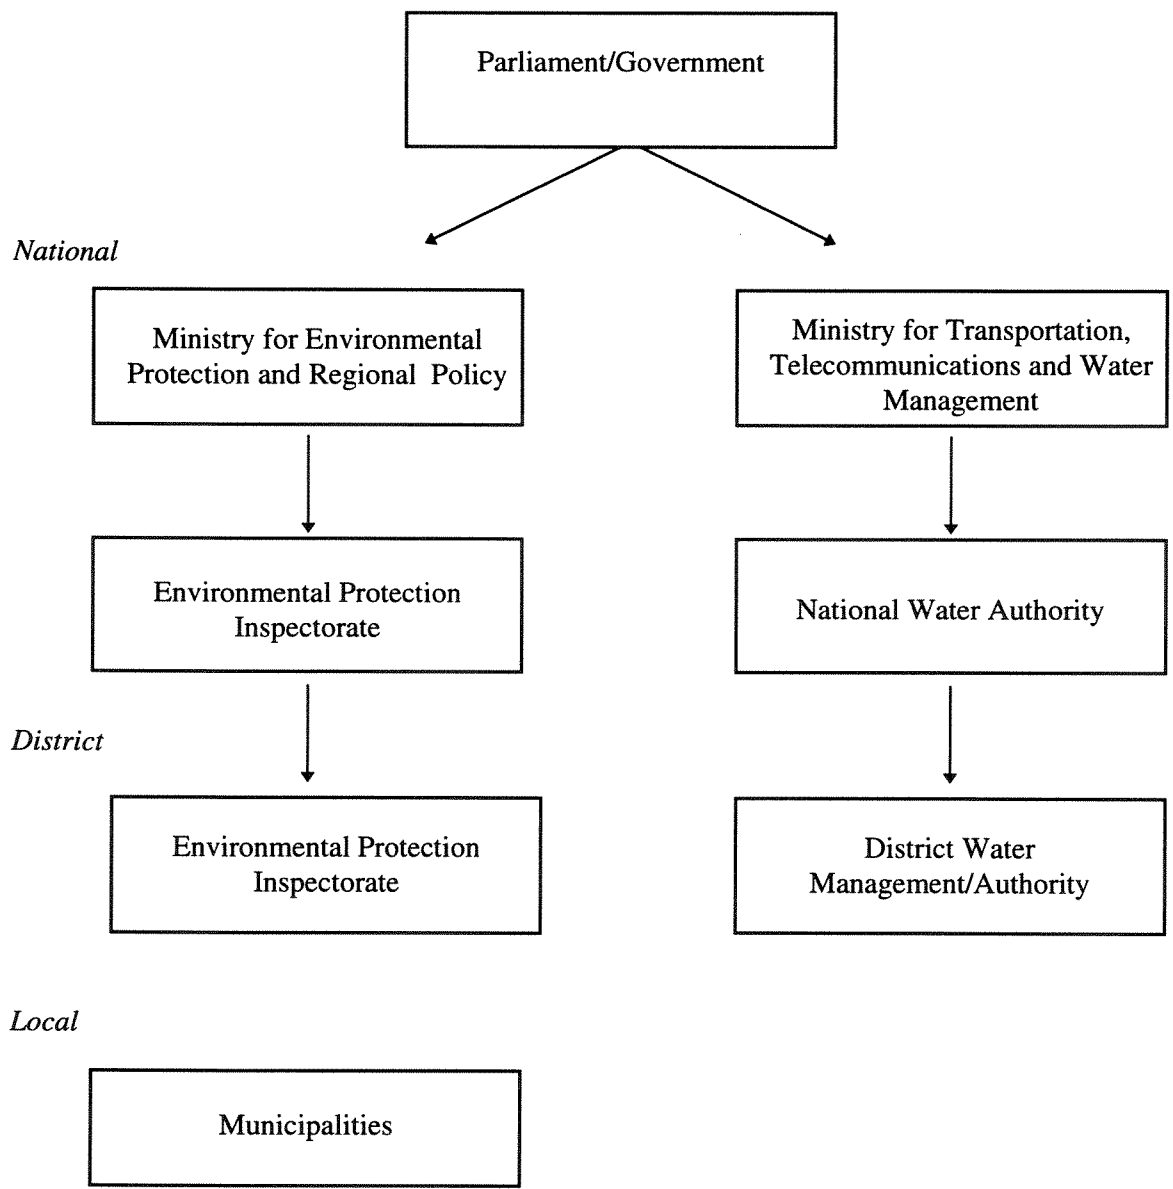 Parliament/Government
National
Ministry for Environmental
Protection and Regional Policy
Ministry for Transportation,
Telecommunications and Water
Management
Environmental Protection
Inspectorate
National Water Authority
District
Environmental Protection
Inspectorate
District Water
Management/Authority
Local
Municipalities